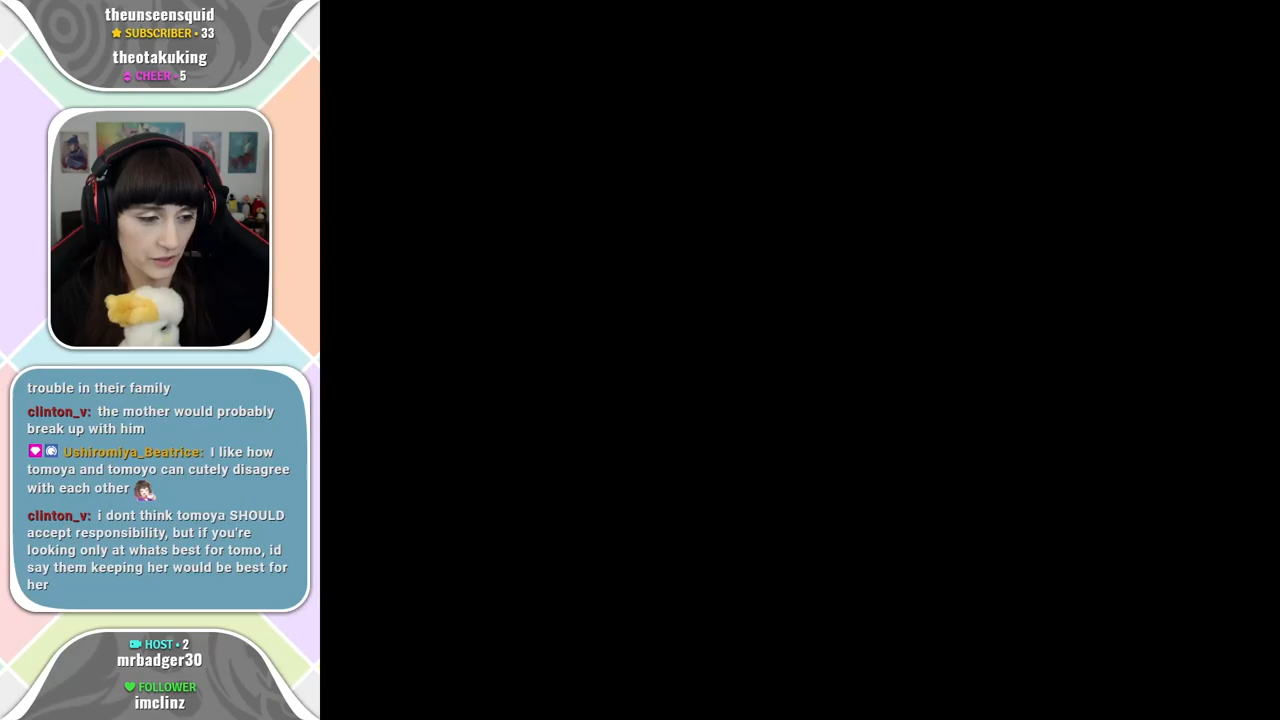 theunseensquid
SUBSCRIBER • 33
theotakuking
CHEER • 5
trouble in their family
clinton_v: the mother would probably
break up with him
Ushiromiya_Beatrice: I like how
tomoya and tomoyo can cutely disagree
with each other
clinton_v: i dont think tomoya SHOULD
accept responsibility, but if you're
looking only at whats best for tomo, id
say them keeping her would be best for
her
HOST • 2
mrbadger30
FOLLOWER
imclinz